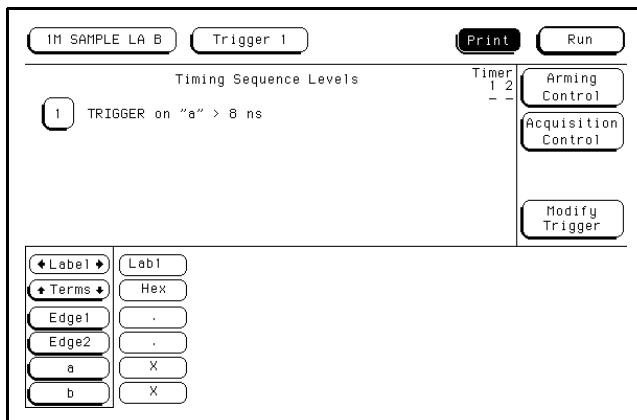 1M SAMPLE LA B
Trigger 1
Print
Run
Timing Sequence Levels
Timer
1 2
- -
1
TRIGGER on "a" > 8 ns
Arming
Control
Acquisition
Control
Modify
Trigger
Label
Lab1
Terms
Hex
Edge1
.
Edge2
.
a
X
b
X